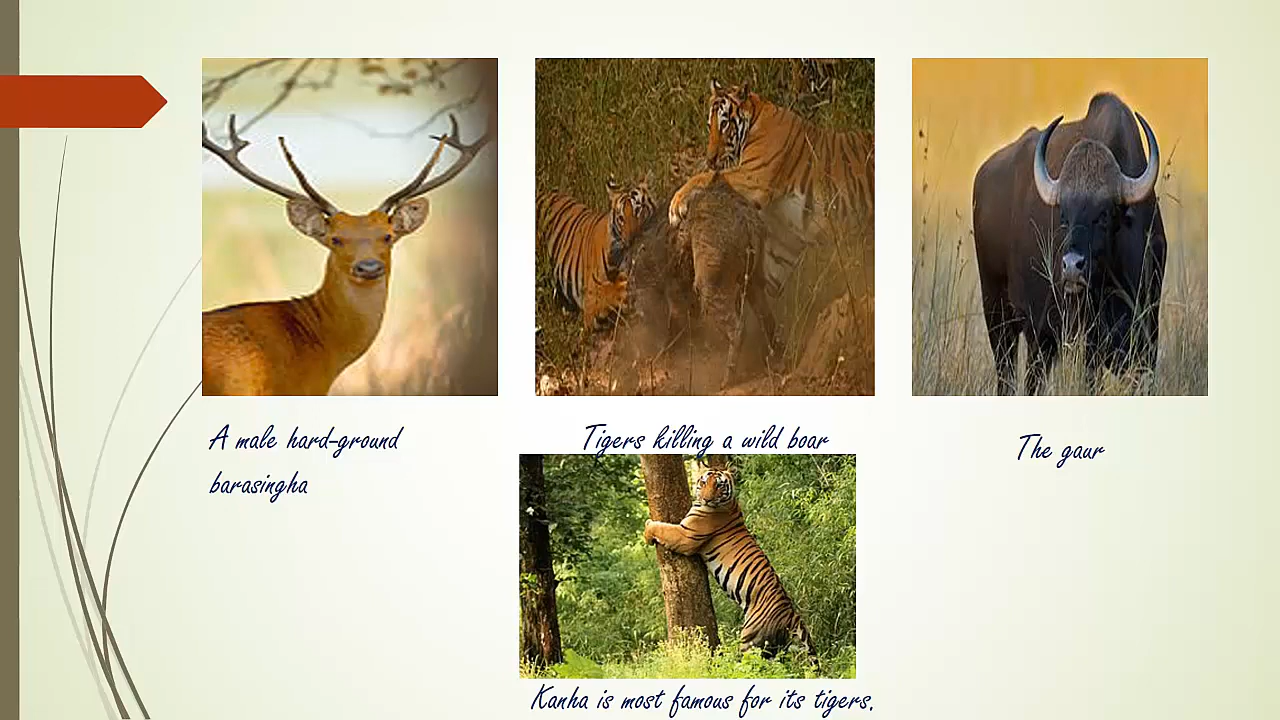 A male hard-ground
barasingha
Tigers killing a wild boar
The gaur
Kanha is most famous for its tigers.